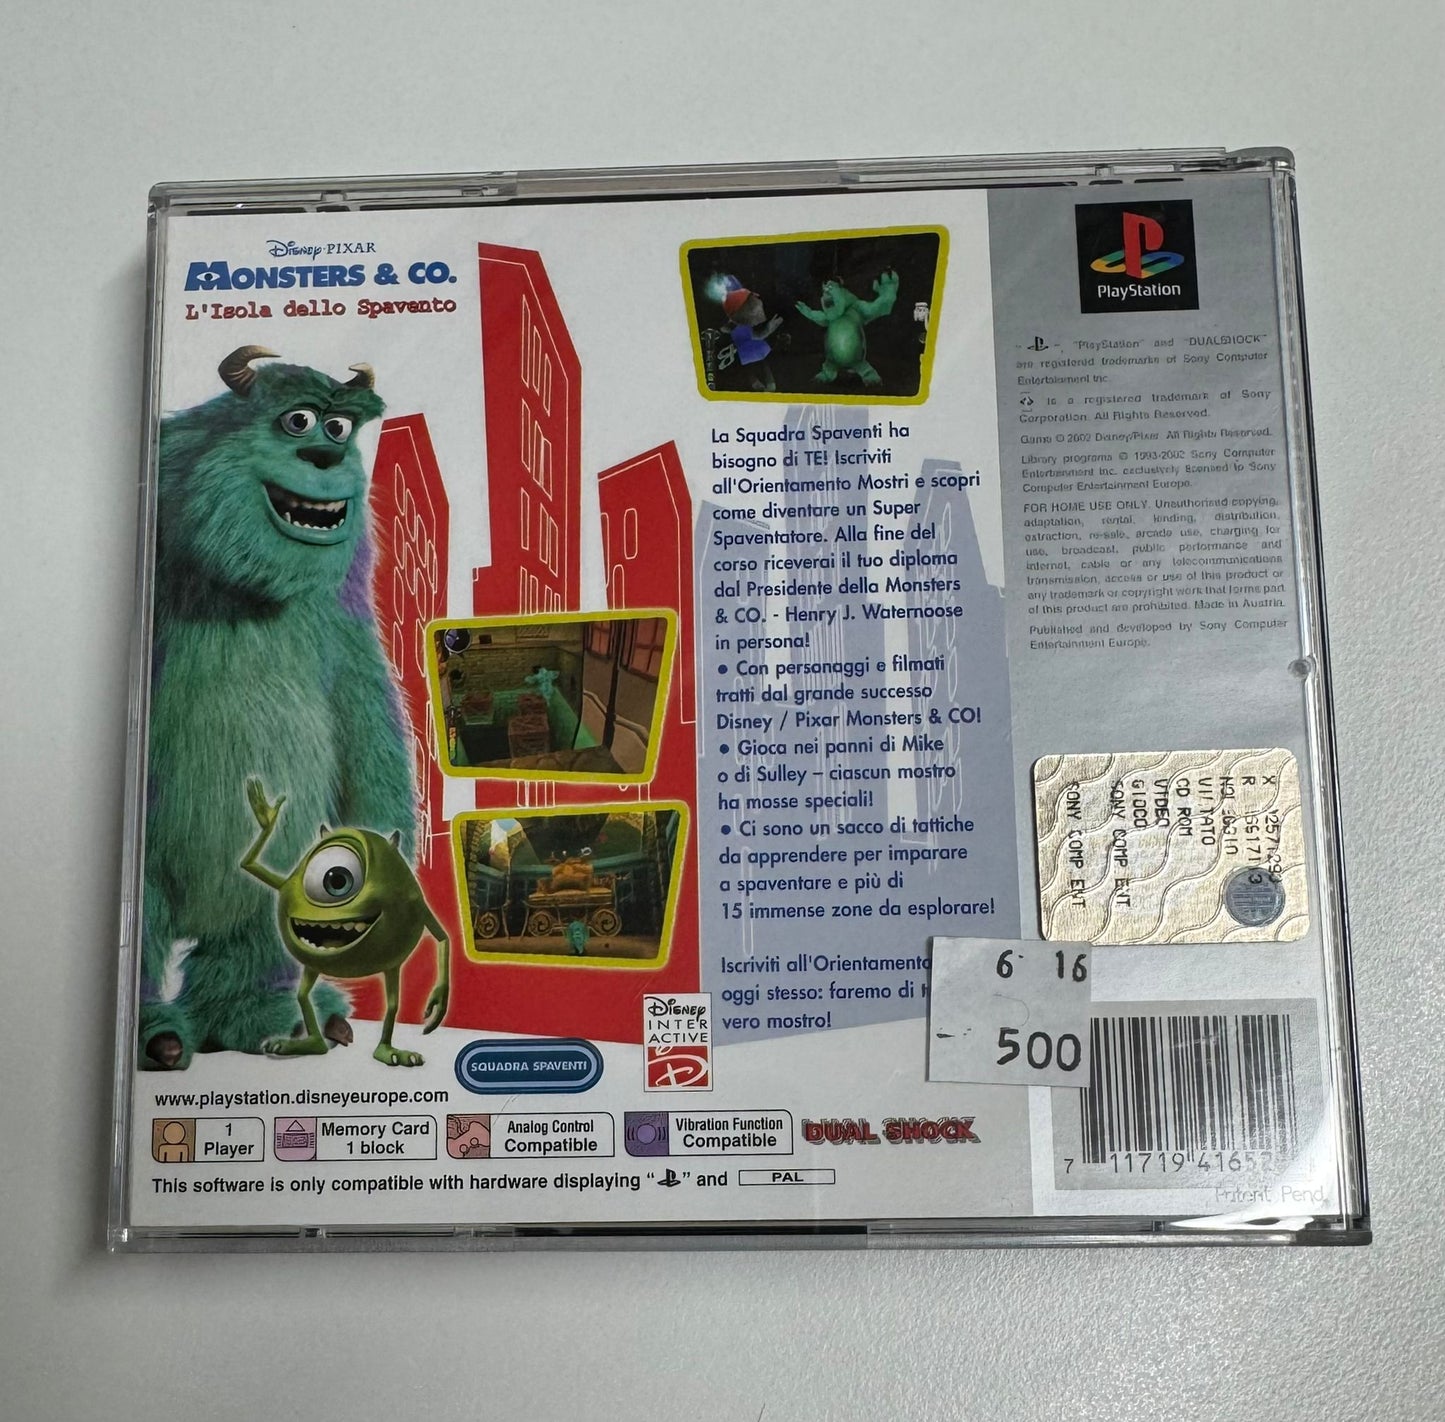 Disney·PIXAR
MONSTERS & CO.
L'Isola dello Spavento
La Squadra Spaventi ha
bisogno di TE! Iscriviti
all'Orientamento Mostri e scopri
come diventare un Super
Spaventatore. Alla fine del
corso riceverai il tuo diploma
dal Presidente della Monsters
& CO. - Henry J. Waternoose
in persona!
• Con personaggi e filmati
tratti dal grande successo
Disney / Pixar Monsters & CO!
• Gioca nei panni di Mike
o di Sulley – ciascun mostro
ha mosse speciali!
• Ci sono un sacco di tattiche
da apprendere per imparare
a spaventare e più di
15 immense zone da esplorare!
Iscriviti all'Orientamento
oggi stesso: faremo di
vero mostro!
PlayStation
"PlayStation" and "DUALSHOCK"
are registered trademarks of Sony Computer
Entertainment Inc.
is a registered trademark of Sony
Corporation. All Rights Reserved.
Game © 2002 Disney/Pixar. All Rights Reserved.
Library programs © 1993-2002 Sony Computer
Entertainment Inc. exclusively licensed to Sony
Computer Entertainment Europe.
FOR HOME USE ONLY. Unauthorised copying,
adaptation, rental, lending, distribution,
extraction, re-sale, arcade use, charging for
use, broadcast, public performance and
internet, cable or any telecommunications
transmission, access or use of this product or
any trademark or copyright work that forms part
of this product are prohibited. Made in Austria.
Published and developed by Sony Computer
Entertainment Europe.
VIDEO
GIOCO
SONY COMP ENT
SONY COMP ENT
CD ROM
6 16
500
Disney
INTER
ACTIVE
SQUADRA SPAVENTI
www.playstation.disneyeurope.com
1
Player
Memory Card
1 block
Analog Control
Compatible
Vibration Function
Compatible
DUAL SHOCK
This software is only compatible with hardware displaying " " and PAL
7 11719 41652
Patent Pend.